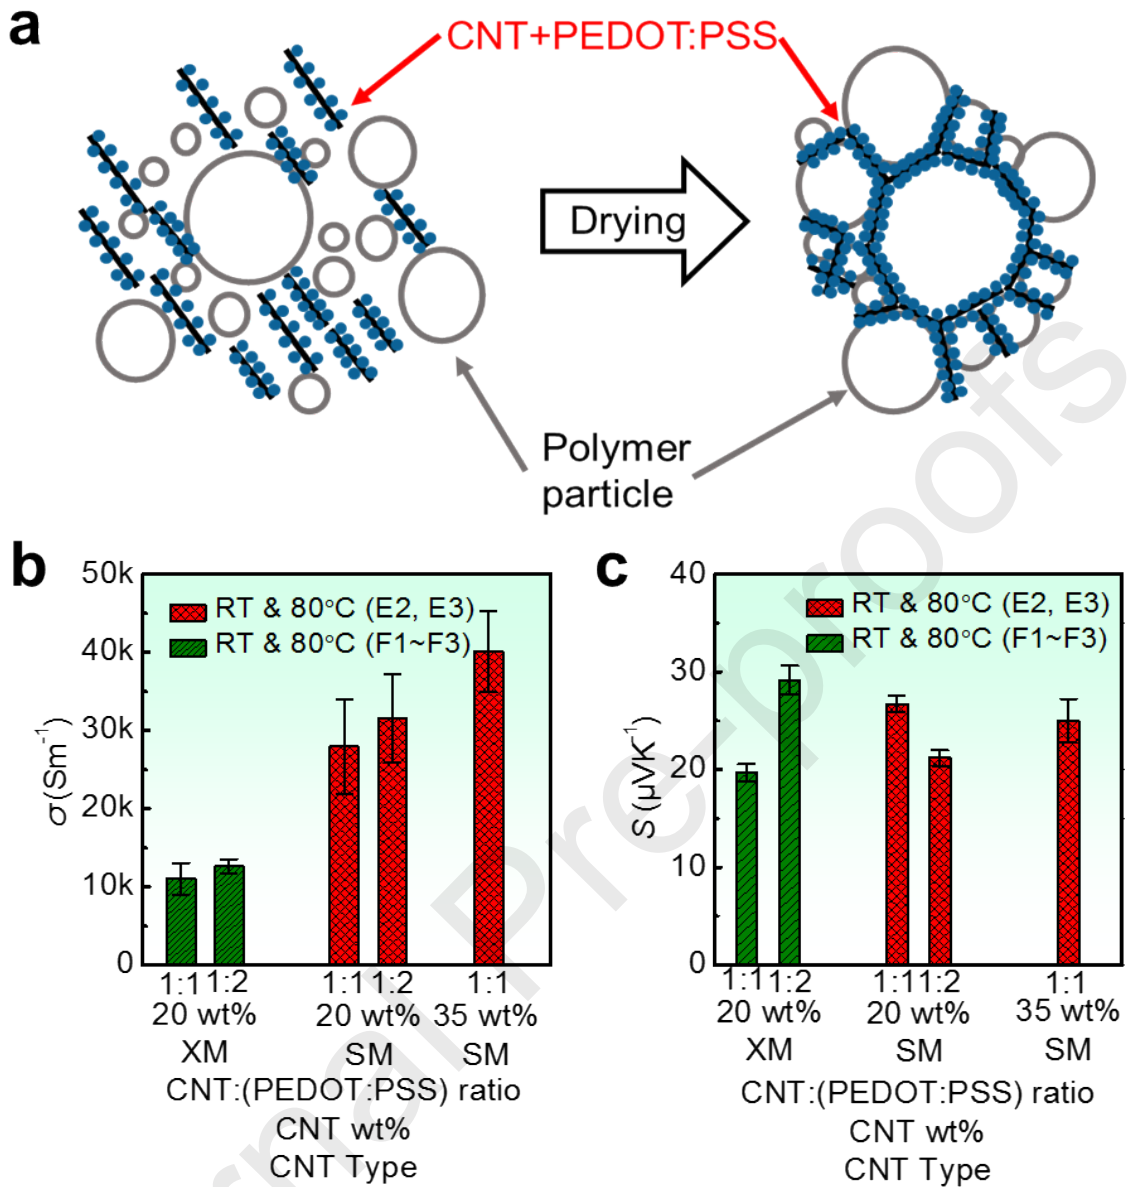 a
CNT+PEDOT:PSS
Drying
Polymer
particle
b
50k
40k
30k
20k
10k
0
σ(Sm⁻¹)
RT & 80°C (E2, E3)
RT & 80°C (F1~F3)
1:1 1:2 1:1 1:2 1:1
20 wt% 20 wt% 35 wt%
XM SM SM
CNT:(PEDOT:PSS) ratio
CNT wt%
CNT Type
c
40
30
20
10
0
S (µVK⁻¹)
RT & 80°C (E2, E3)
RT & 80°C (F1~F3)
1:1 1:2 1:1 1:2 1:1
20 wt% 20 wt% 35 wt%
XM SM SM
CNT:(PEDOT:PSS) ratio
CNT wt%
CNT Type
rnal Pre-proofs